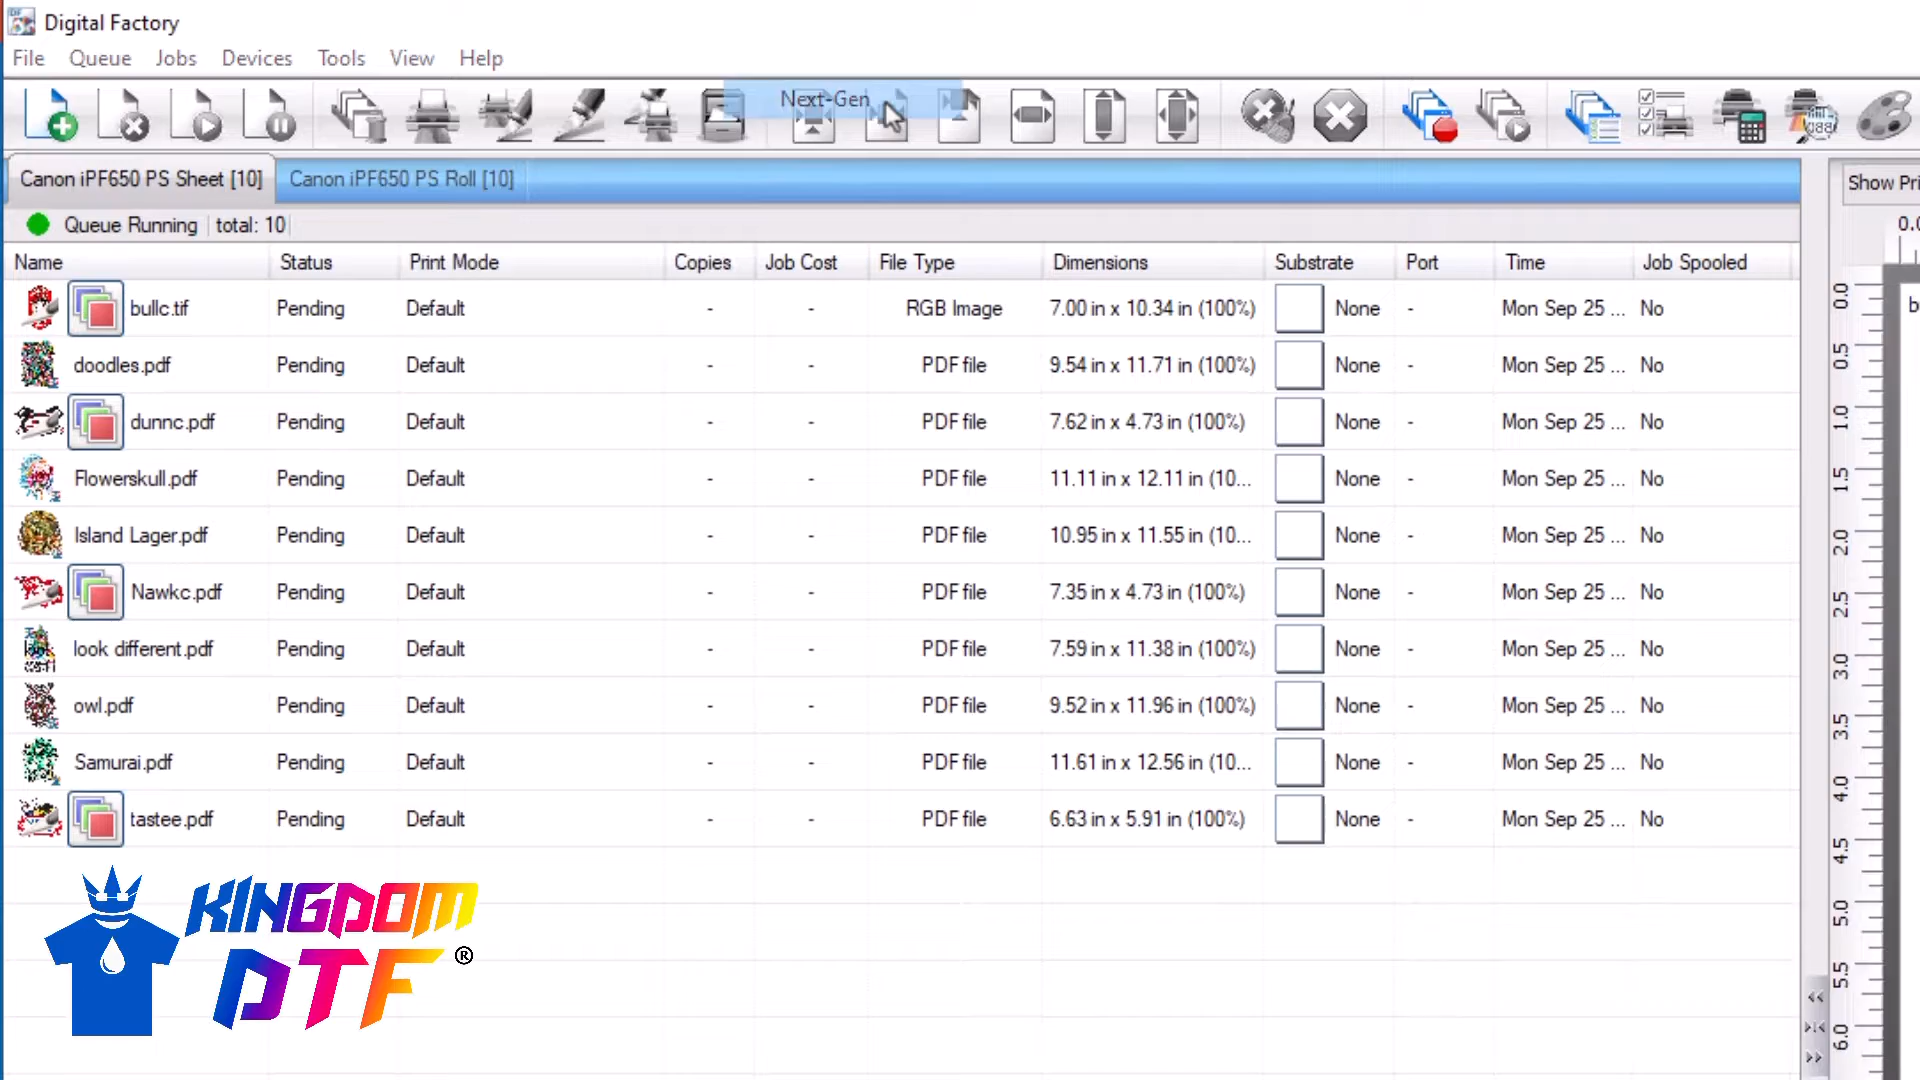 Digital Factory
File Queue Jobs Devices Tools View Help
Next-Gen
Canon iPF650 PS Sheet [10] Canon iPF650 PS Roll [10]
Show Pri
Queue Running total: 10
0.0
Name Status Print Mode Copies Job Cost File Type Dimensions Substrate Port Time Job Spooled
bullc.tif Pending Default - - RGB Image 7.00 in x 10.34 in (100%) None - Mon Sep 25 ... No
doodles.pdf Pending Default - - PDF file 9.54 in x 11.71 in (100%) None - Mon Sep 25 ... No
dunnc.pdf Pending Default - - PDF file 7.62 in x 4.73 in (100%) None - Mon Sep 25 ... No
Flowerskull.pdf Pending Default - - PDF file 11.11 in x 12.11 in (10... None - Mon Sep 25 ... No
Island Lager.pdf Pending Default - - PDF file 10.95 in x 11.55 in (10... None - Mon Sep 25 ... No
Nawkc.pdf Pending Default - - PDF file 7.35 in x 4.73 in (100%) None - Mon Sep 25 ... No
look different.pdf Pending Default - - PDF file 7.59 in x 11.38 in (100%) None - Mon Sep 25 ... No
owl.pdf Pending Default - - PDF file 9.52 in x 11.96 in (100%) None - Mon Sep 25 ... No
Samurai.pdf Pending Default - - PDF file 11.61 in x 12.56 in (10... None - Mon Sep 25 ... No
tastee.pdf Pending Default - - PDF file 6.63 in x 5.91 in (100%) None - Mon Sep 25 ... No
KINGDOM
DTF ®
0.0
0.5
1.0
1.5
2.0
2.5
3.0
3.5
4.0
4.5
5.0
5.5
6.0